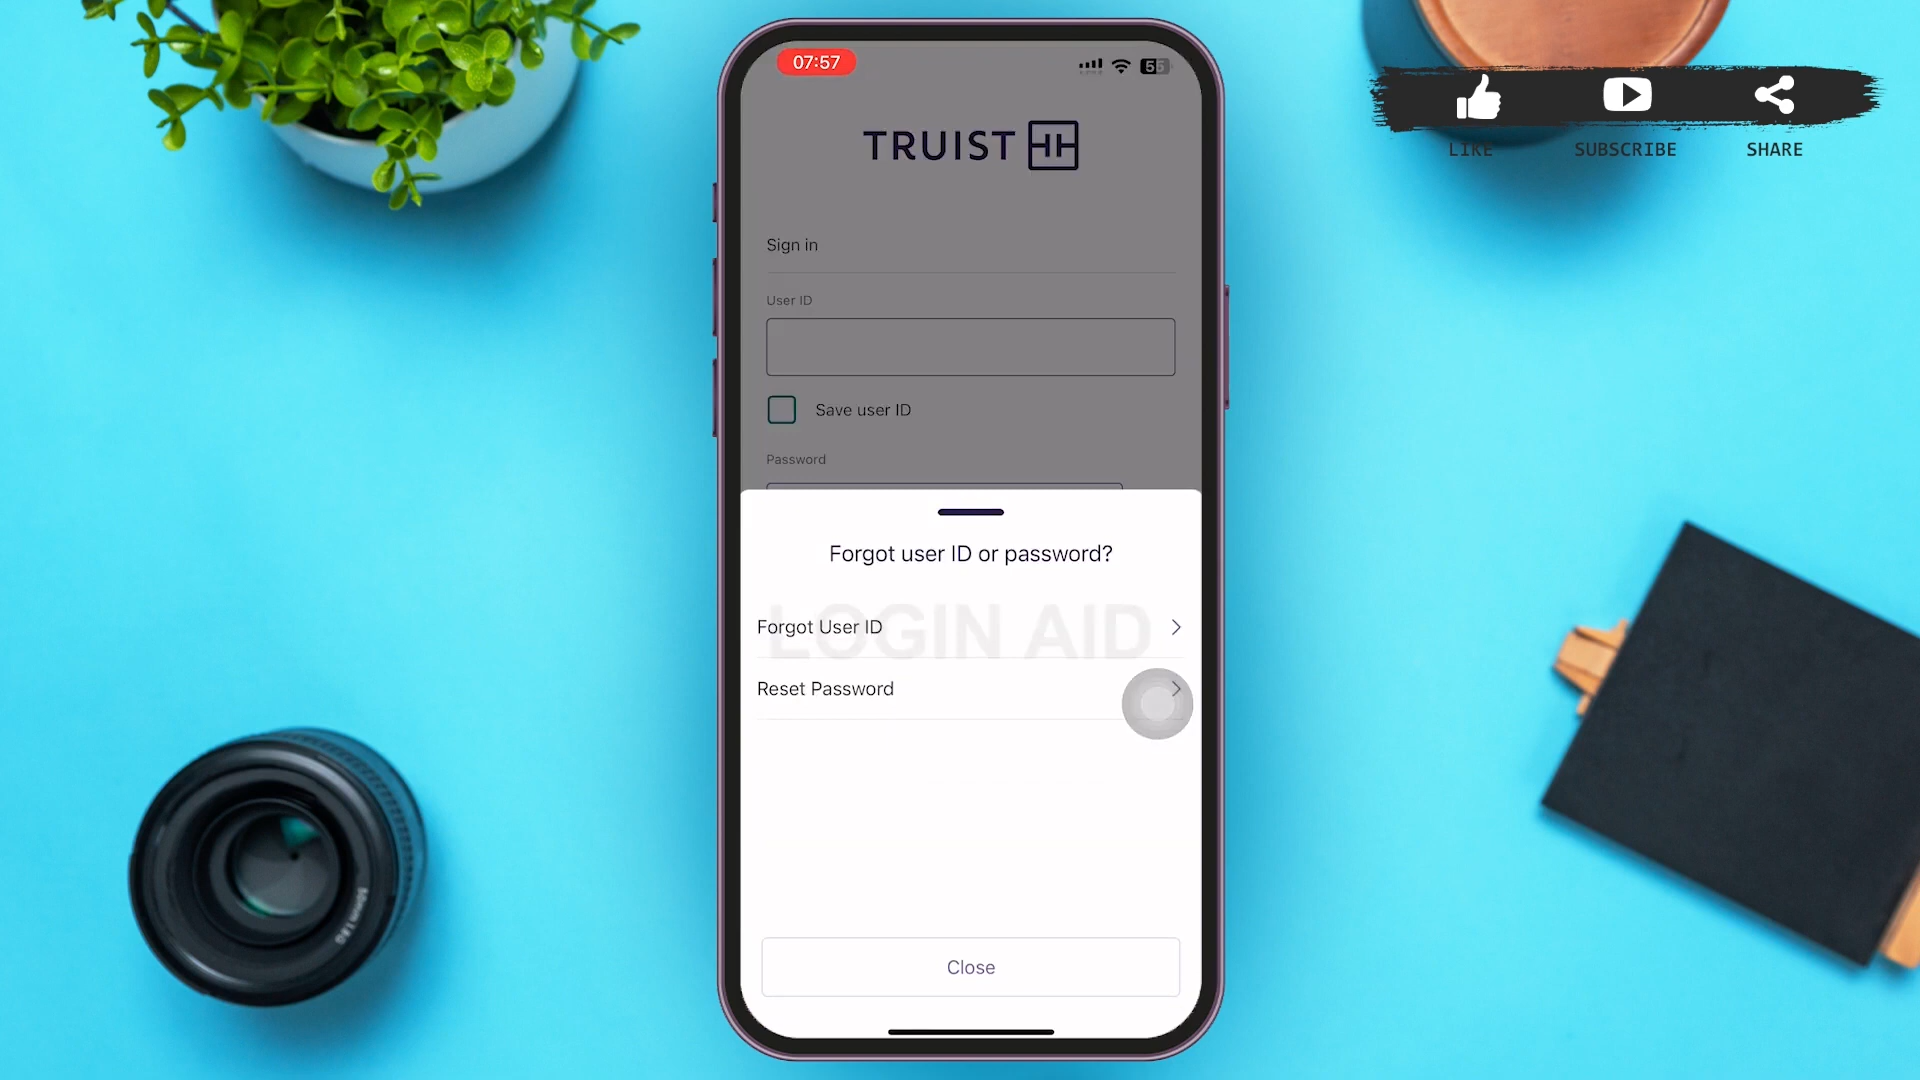 07:57
55
TRUIST
LIKE SUBSCRIBE SHARE
Sign in
User ID
Save user ID
Password
Forgot user ID or password?
LOGIN AID
Forgot User ID
Reset Password
Close